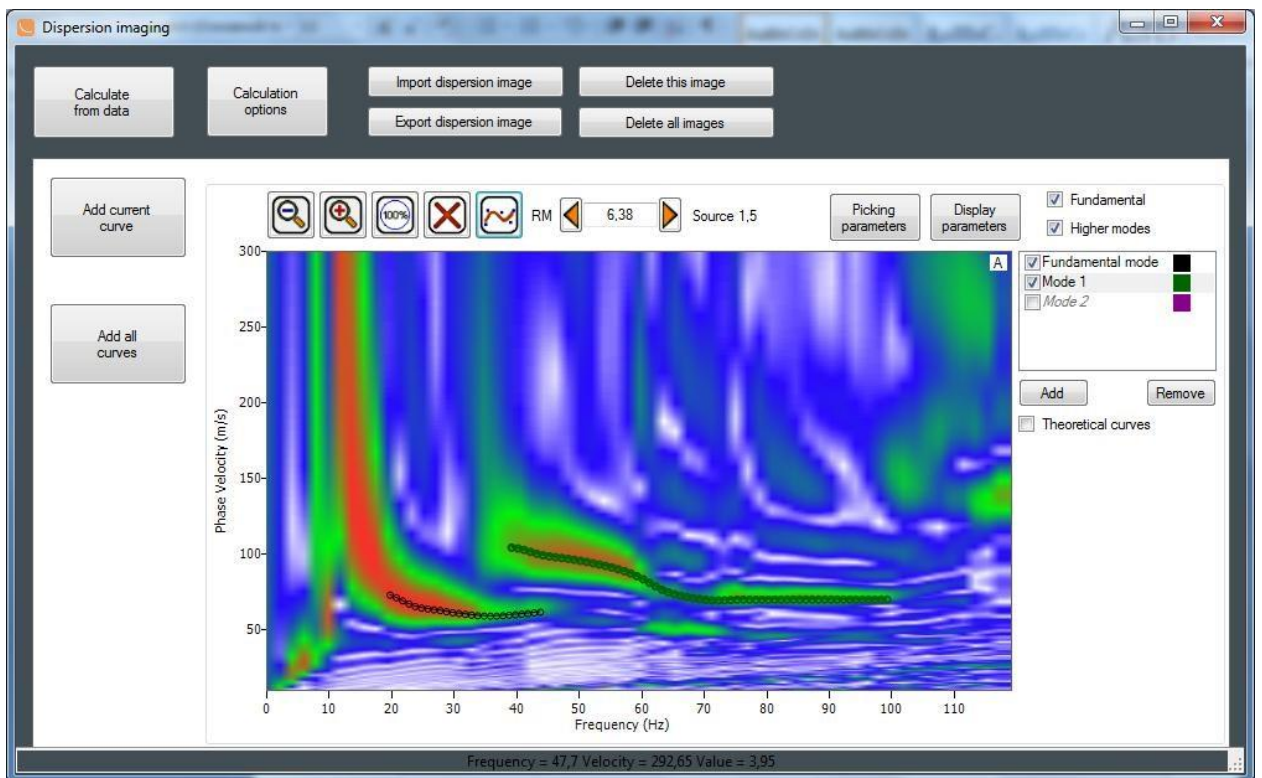 Dispersion imaging
Calculate
from data
Calculation
options
Import dispersion image
Delete this image
Export dispersion image
Delete all images
Add current
curve
Add all
curves
100%
RM
6,38
Source 1,5
Picking
parameters
Display
parameters
Fundamental
Higher modes
Fundamental mode
Mode 1
Mode 2
Add
Remove
Theoretical curves
A
Phase Velocity (m/s)
300
250
200
150
100
50
0 10 20 30 40 50 60 70 80 90 100 110
Frequency (Hz)
Frequency = 47,7 Velocity = 292,65 Value = 3,95